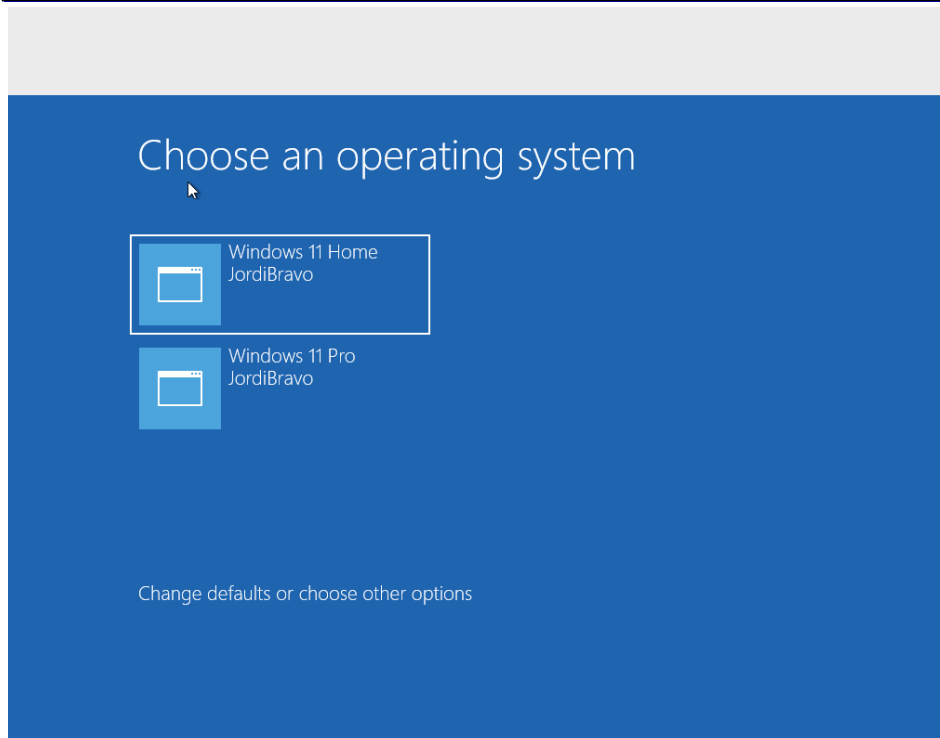 Choose an operating system
Windows 11 Home
JordiBravo
Windows 11 Pro
JordiBravo
Change defaults or choose other options